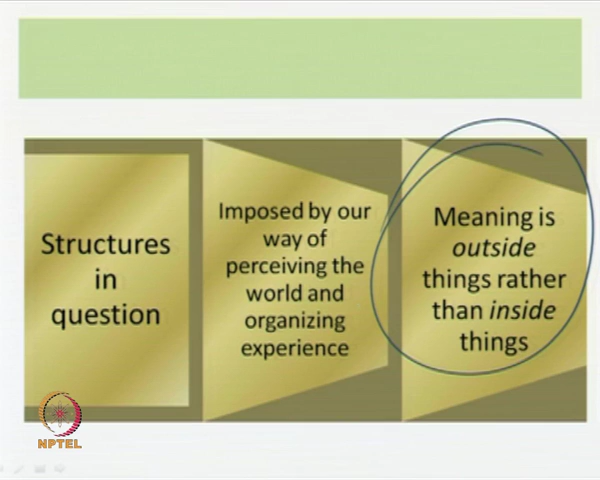 Structures
in
question
Imposed by our
way of
perceiving the
world and
organizing
experience
Meaning is
outside
things rather
than inside
things
NPTEL